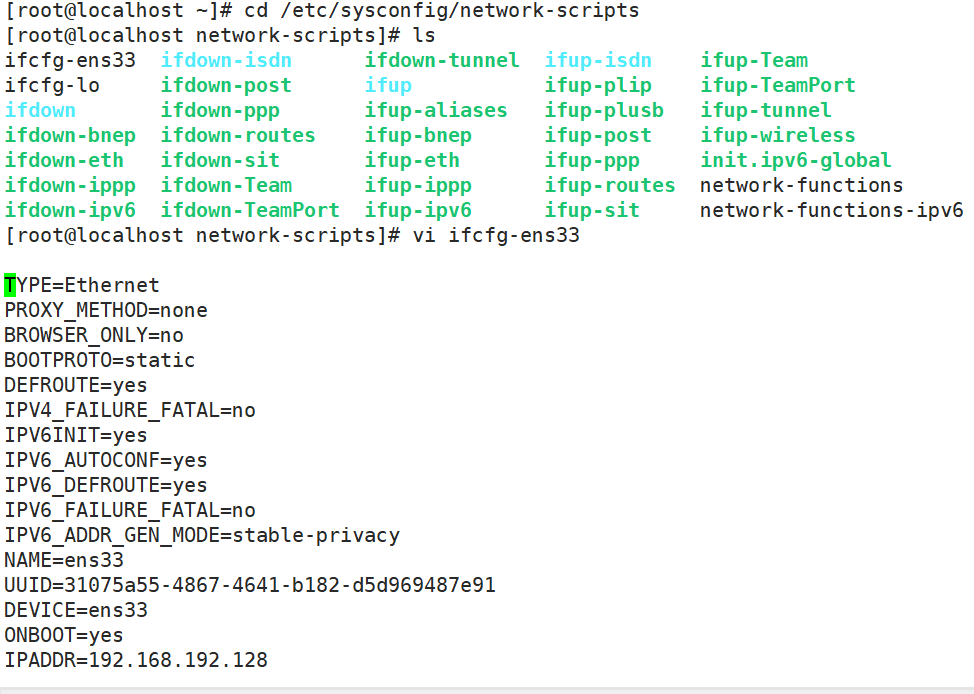 [root@localhost ~]# cd /etc/sysconfig/network-scripts
[root@localhost network-scripts]# ls
ifcfg-ens33  ifdown-isdn  ifdown-tunnel  ifup-isdn  ifup-Team
ifcfg-lo  ifdown-post  ifup  ifup-plip  ifup-TeamPort
ifdown  ifdown-ppp  ifup-aliases  ifup-plusb  ifup-tunnel
ifdown-bnep  ifdown-routes  ifup-bnep  ifup-post  ifup-wireless
ifdown-eth  ifdown-sit  ifup-eth  ifup-ppp  init.ipv6-global
ifdown-ippp  ifdown-Team  ifup-ippp  ifup-routes  network-functions
ifdown-ipv6  ifdown-TeamPort  ifup-ipv6  ifup-sit  network-functions-ipv6
[root@localhost network-scripts]# vi ifcfg-ens33
TYPE=Ethernet
PROXY_METHOD=none
BROWSER_ONLY=no
BOOTPROTO=static
DEFROUTE=yes
IPV4_FAILURE_FATAL=no
IPV6INIT=yes
IPV6_AUTOCONF=yes
IPV6_DEFROUTE=yes
IPV6_FAILURE_FATAL=no
IPV6_ADDR_GEN_MODE=stable-privacy
NAME=ens33
UUID=31075a55-4867-4641-b182-d5d969487e91
DEVICE=ens33
ONBOOT=yes
IPADDR=192.168.192.128